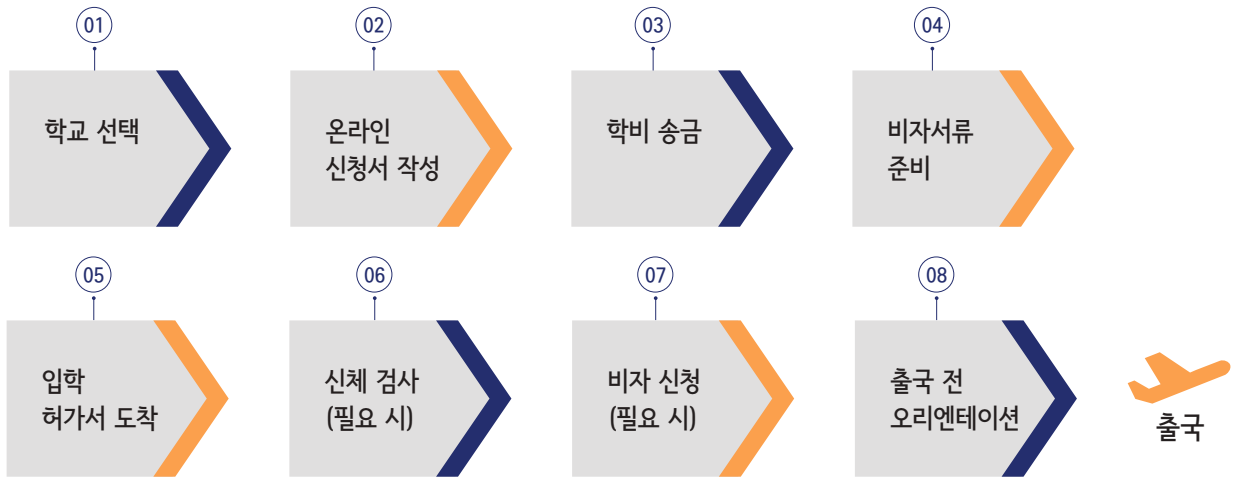 01
학교 선택
02
온라인
신청서 작성
03
학비 송금
04
비자서류
준비
05
입학
허가서 도착
06
신체 검사
(필요 시)
07
비자 신청
(필요 시)
08
출국 전
오리엔테이션
출국